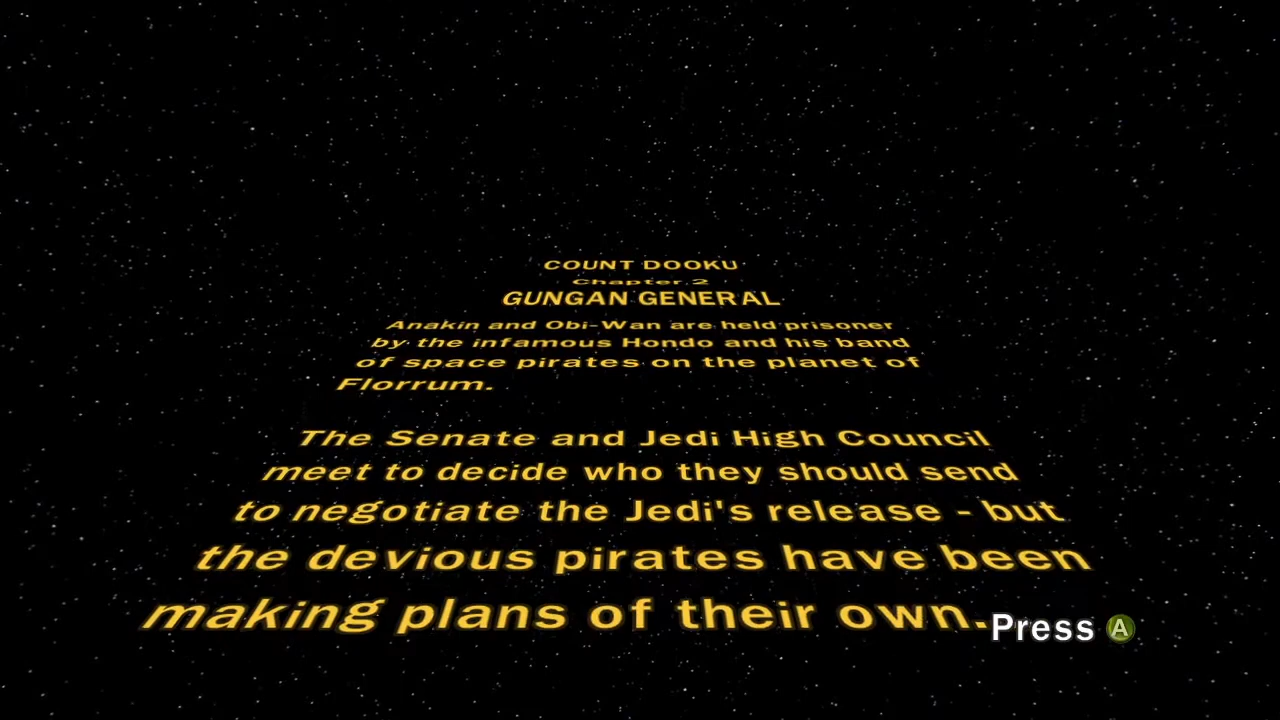 COUNT DOOKU
Chapter 2
GUNGAN GENERAL
Anakin and Obi-Wan are held prisoner
by the infamous Hondo and his band
of space pirates on the planet of
Florrum.
The Senate and Jedi High Council
meet to decide who they should send
to negotiate the Jedi's release - but
the devious pirates have been
making plans of their own.
Press A